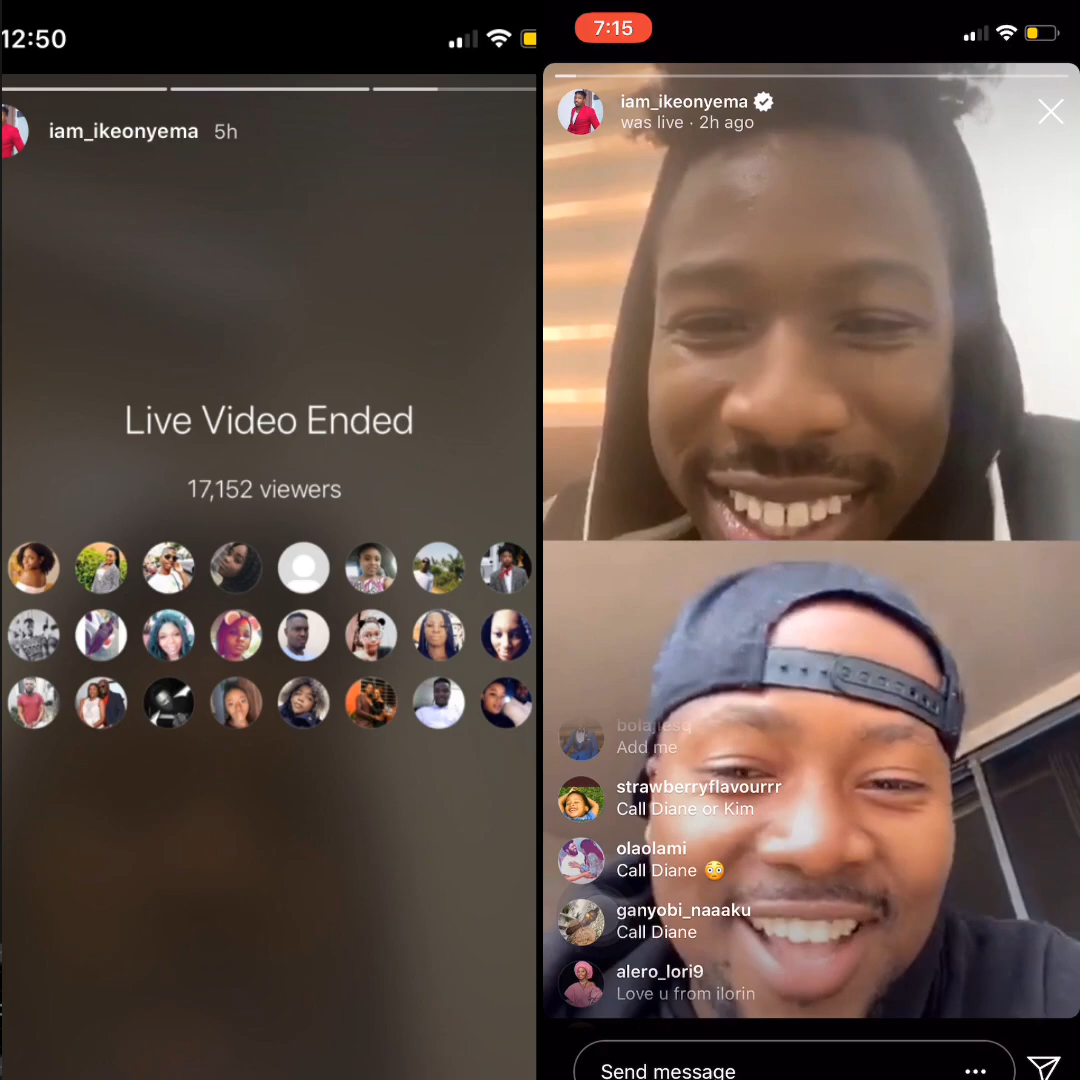 12:50
iam_ikeonyema 5h
Live Video Ended
17,152 viewers
7:15
iam_ikeonyema
was live · 2h ago
bolajiesq
Add me
strawberryflavourrr
Call Diane or Kim
olaolami
Call Diane 😳
ganyobi_naaaku
Call Diane
alero_lori9
Love u from ilorin
Send message